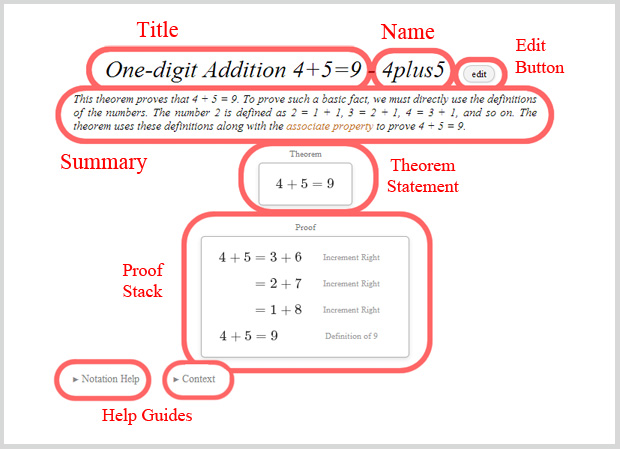 Title
Name
Edit
Button
One-digit Addition 4+5=9 - 4plus5
edit
This theorem proves that 4 + 5 = 9. To prove such a basic fact, we must directly use the definitions
of the numbers. The number 2 is defined as 2 = 1 + 1, 3 = 2 + 1, 4 = 3 + 1, and so on. The
theorem uses these definitions along with the associate property to prove 4 + 5 = 9.
Summary
Theorem
4 + 5 = 9
Theorem
Statement
Proof
4 + 5 = 3 + 6 Increment Right
= 2 + 7 Increment Right
= 1 + 8 Increment Right
4 + 5 = 9 Definition of 9
Proof
Stack
► Notation Help
► Context
Help Guides